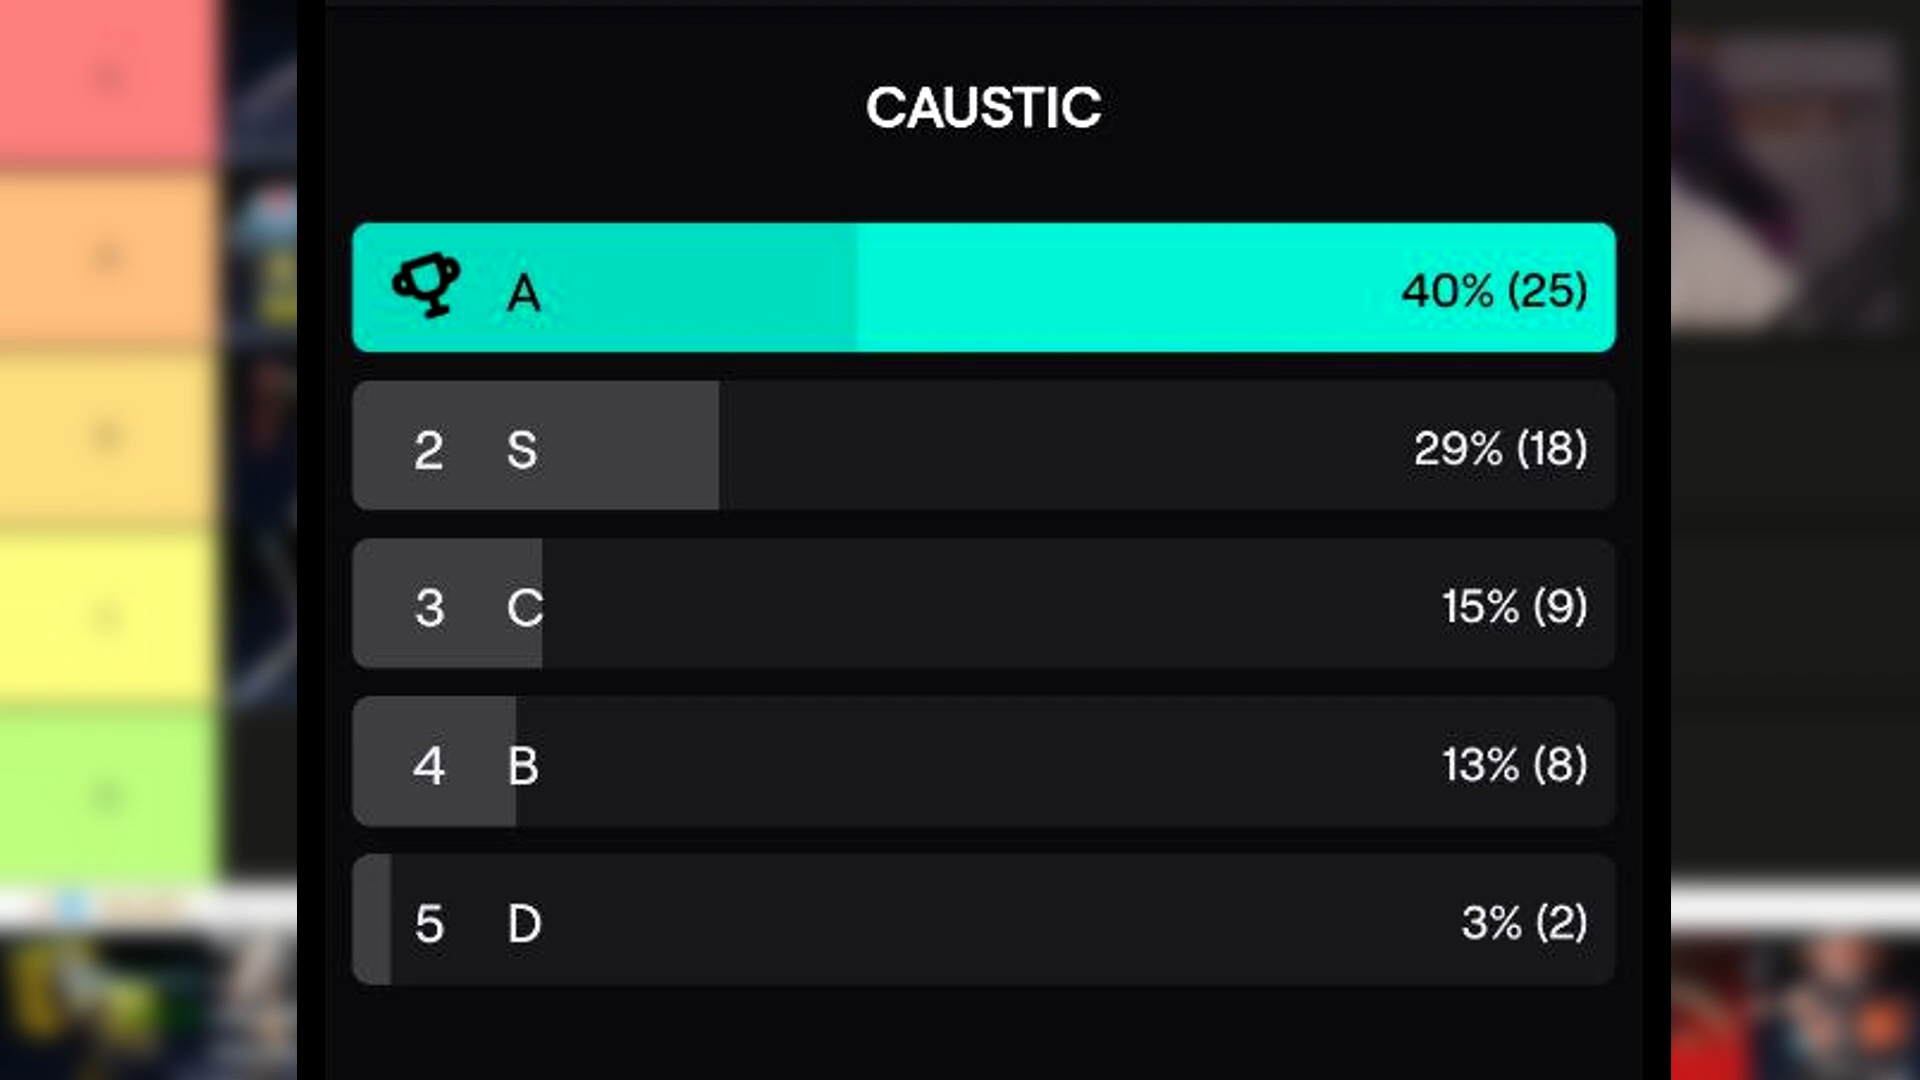 CAUSTIC
A 40% (25)
2 S 29% (18)
3 C 15% (9)
4 B 13% (8)
5 D 3% (2)